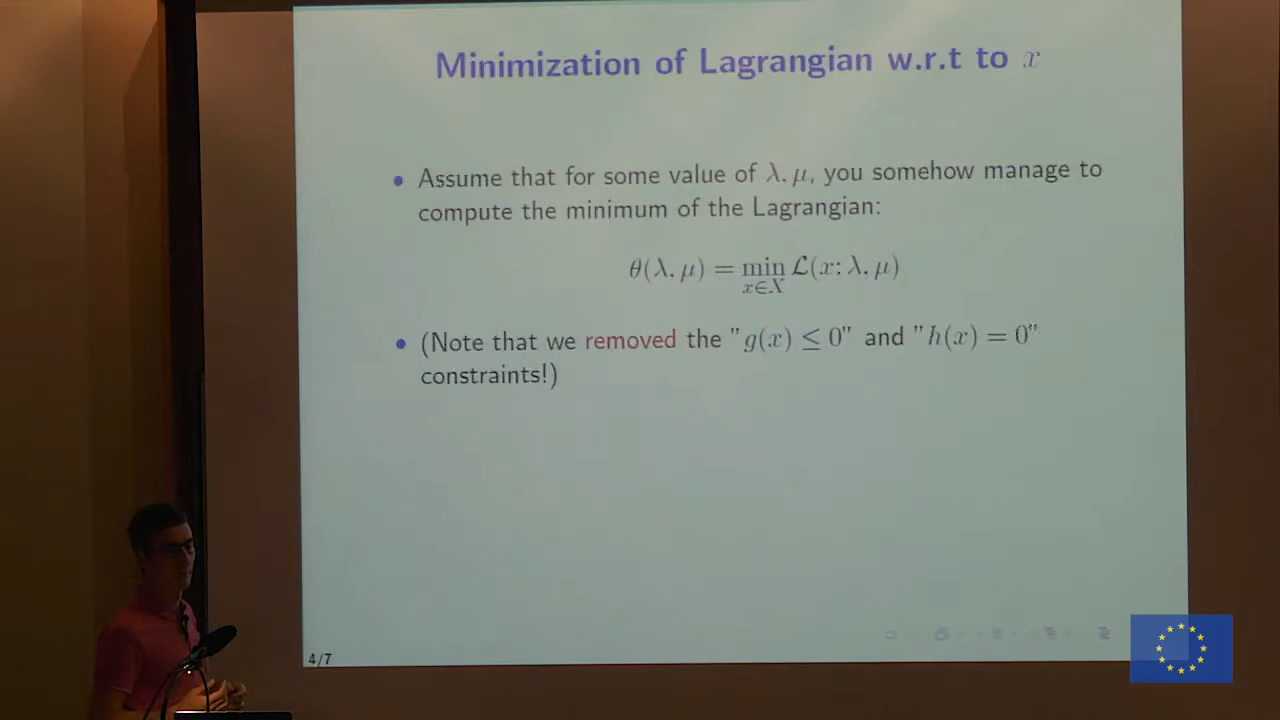 Minimization of Lagrangian w.r.t to x
• Assume that for some value of λ, μ, you somehow manage to
compute the minimum of the Lagrangian:
θ(λ, μ) = min ℒ(x; λ, μ)
x∈X
• (Note that we removed the "g(x) ≤ 0" and "h(x) = 0"
constraints!)
4/7